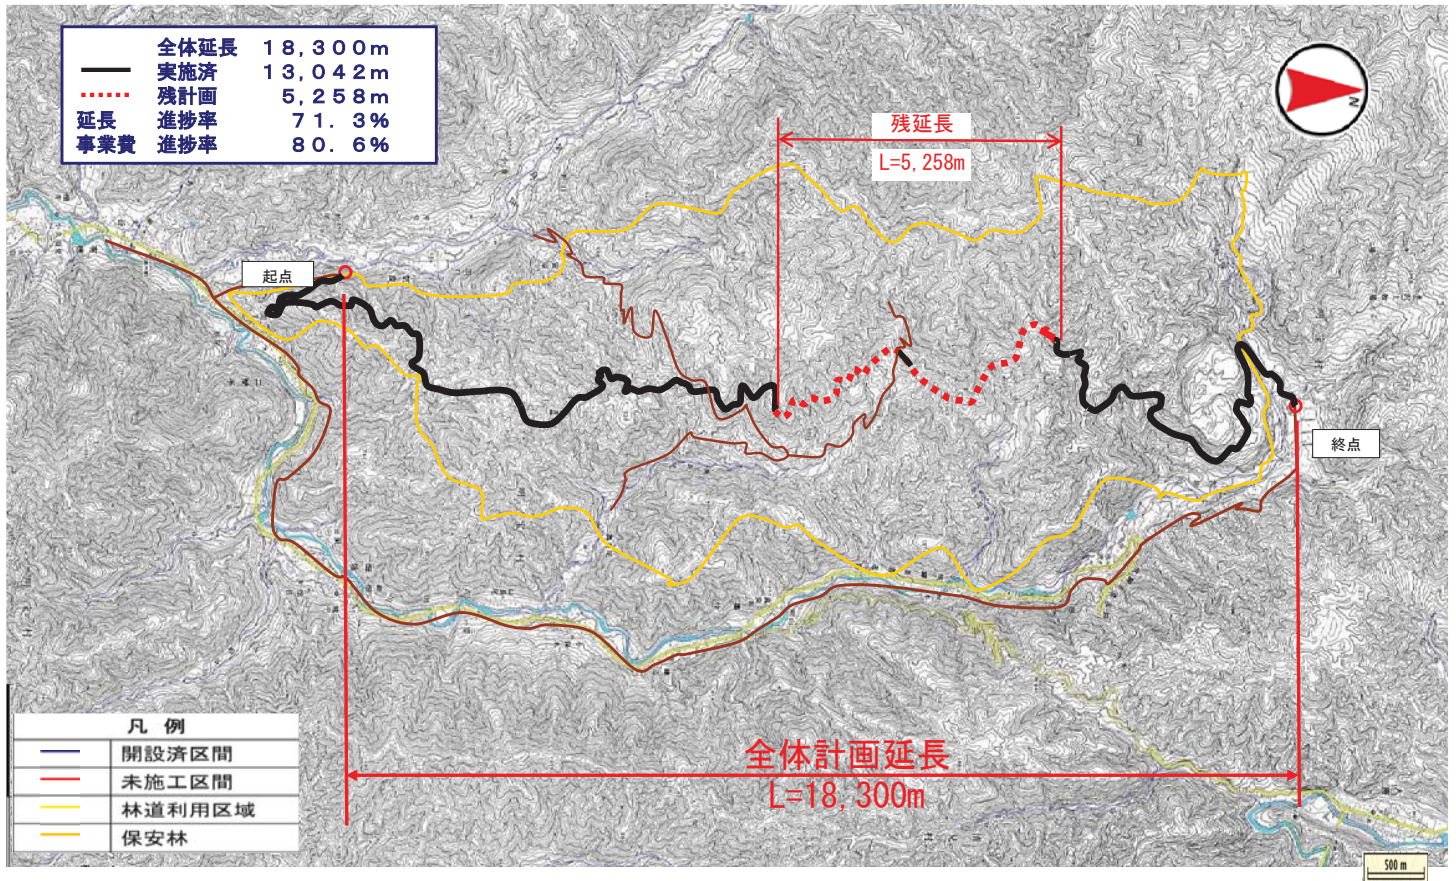 全体延長 18,300m
実施済 13,042m
残計画 5,258m
延長 進捗率 71.3%
事業費 進捗率 80.6%
N
残延長
L=5,258m
起点
終点
全体計画延長
L=18,300m
凡例
開設済区間
未施工区間
林道利用区域
保安林
500 m